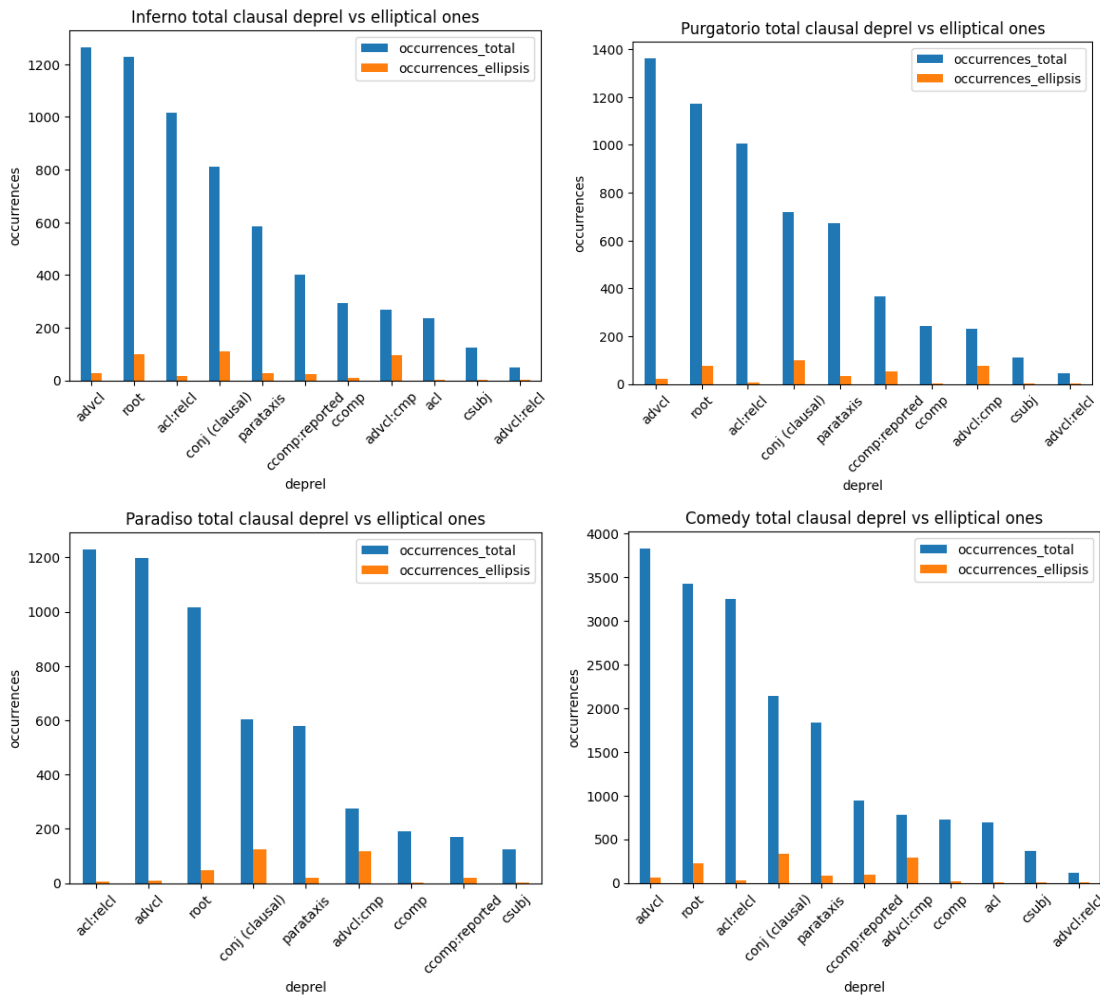 Inferno total clausal deprel vs elliptical ones
occurrences_total
occurrences_ellipsis
occurrences
1200
1000
800
600
400
200
0
advcl
root
acl:relcl
conj (clausal)
parataxis
ccomp:reported
ccomp
advcl:cmp
acl
csubj
advcl:relcl
deprel
Purgatorio total clausal deprel vs elliptical ones
occurrences_total
occurrences_ellipsis
occurrences
1400
1200
1000
800
600
400
200
0
advcl
root
acl:relcl
conj (clausal)
parataxis
ccomp:reported
ccomp
advcl:cmp
csubj
advcl:relcl
deprel
Paradiso total clausal deprel vs elliptical ones
occurrences_total
occurrences_ellipsis
occurrences
1200
1000
800
600
400
200
0
acl:relcl
advcl
root
conj (clausal)
parataxis
advcl:cmp
ccomp
ccomp:reported
csubj
deprel
Comedy total clausal deprel vs elliptical ones
occurrences_total
occurrences_ellipsis
occurrences
4000
3500
3000
2500
2000
1500
1000
500
0
advcl
root
acl:relcl
conj (clausal)
parataxis
ccomp:reported
advcl:cmp
ccomp
acl
csubj
advcl:relcl
deprel